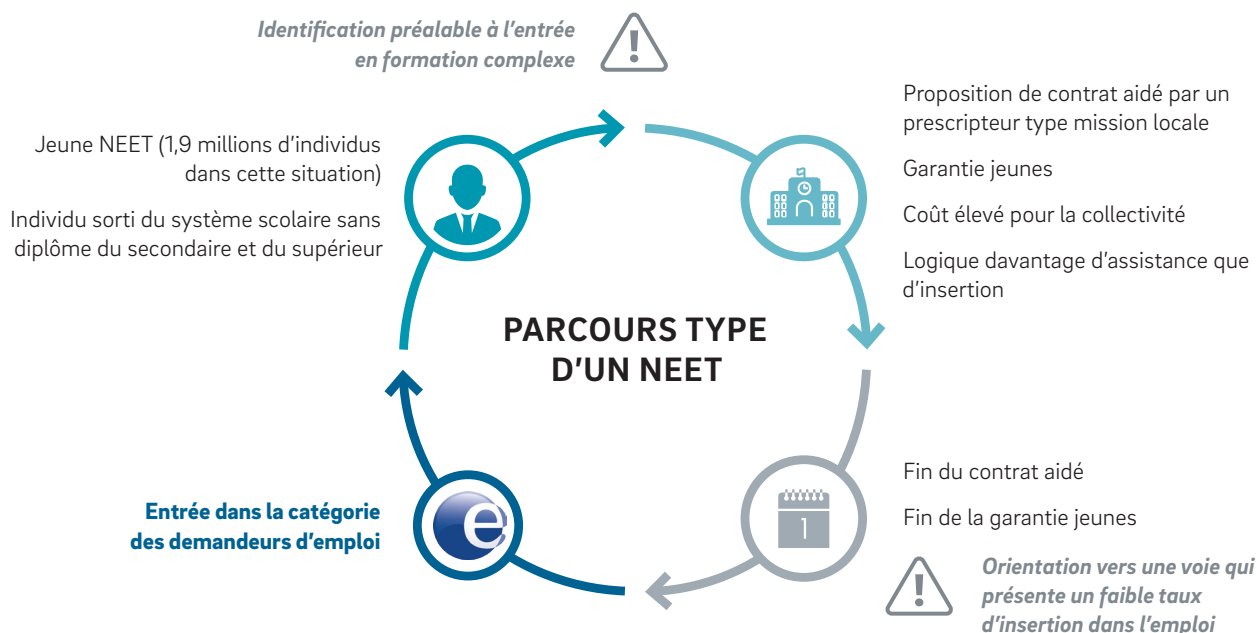 Identification préalable à l'entrée
en formation complexe
Jeune NEET (1,9 millions d'individus
dans cette situation)
Individu sorti du système scolaire sans
diplôme du secondaire et du supérieur
Proposition de contrat aidé par un
prescripteur type mission locale
Garantie jeunes
Coût élevé pour la collectivité
Logique davantage d'assistance que
d'insertion
PARCOURS TYPE
D'UN NEET
Fin du contrat aidé
Fin de la garantie jeunes
1
Orientation vers une voie qui
présente un faible taux
d'insertion dans l'emploi
Entrée dans la catégorie
des demandeurs d'emploi
e